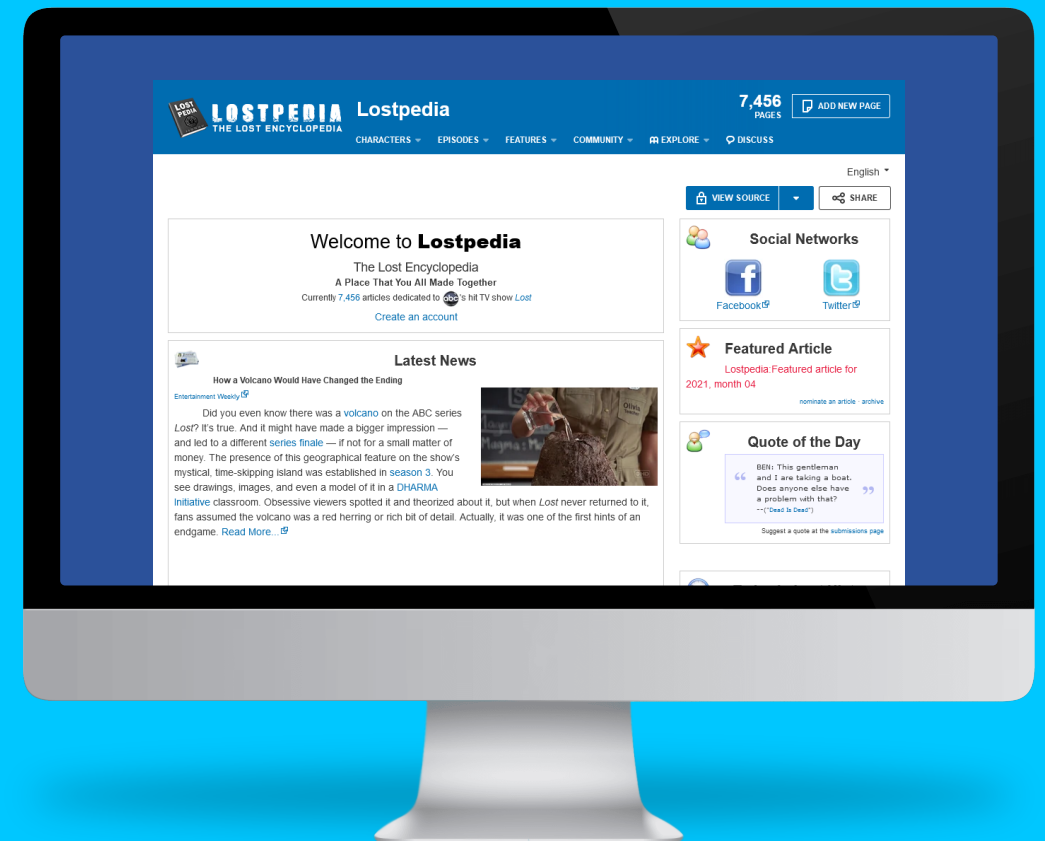 LOST
PEDIA
LOSTPEDIA
THE LOST ENCYCLOPEDIA
Lostpedia
7,456
PAGES
ADD NEW PAGE
CHARACTERS EPISODES FEATURES COMMUNITY EXPLORE DISCUSS
English
VIEW SOURCE
SHARE
Welcome to Lostpedia
The Lost Encyclopedia
A Place That You All Made Together
Currently 7,456 articles dedicated to abc's hit TV show Lost
Create an account
Latest News
How a Volcano Would Have Changed the Ending
Entertainment Weekly
Did you even know there was a volcano on the ABC series
Lost? It's true. And it might have made a bigger impression —
and led to a different series finale — if not for a small matter of
money. The presence of this geographical feature on the show's
mystical, time-skipping island was established in season 3. You
see drawings, images, and even a model of it in a DHARMA
Initiative classroom. Obsessive viewers spotted it and theorized about it, but when Lost never returned to it,
fans assumed the volcano was a red herring or rich bit of detail. Actually, it was one of the first hints of an
endgame. Read More...
Olivia
Social Networks
Facebook
Twitter
Featured Article
Lostpedia:Featured article for
2021, month 04
nominate an article · archive
Quote of the Day
“ BEN: This gentleman
and I are taking a boat.
Does anyone else have
a problem with that? ”
--("Dead Is Dead")
Suggest a quote at the submissions page